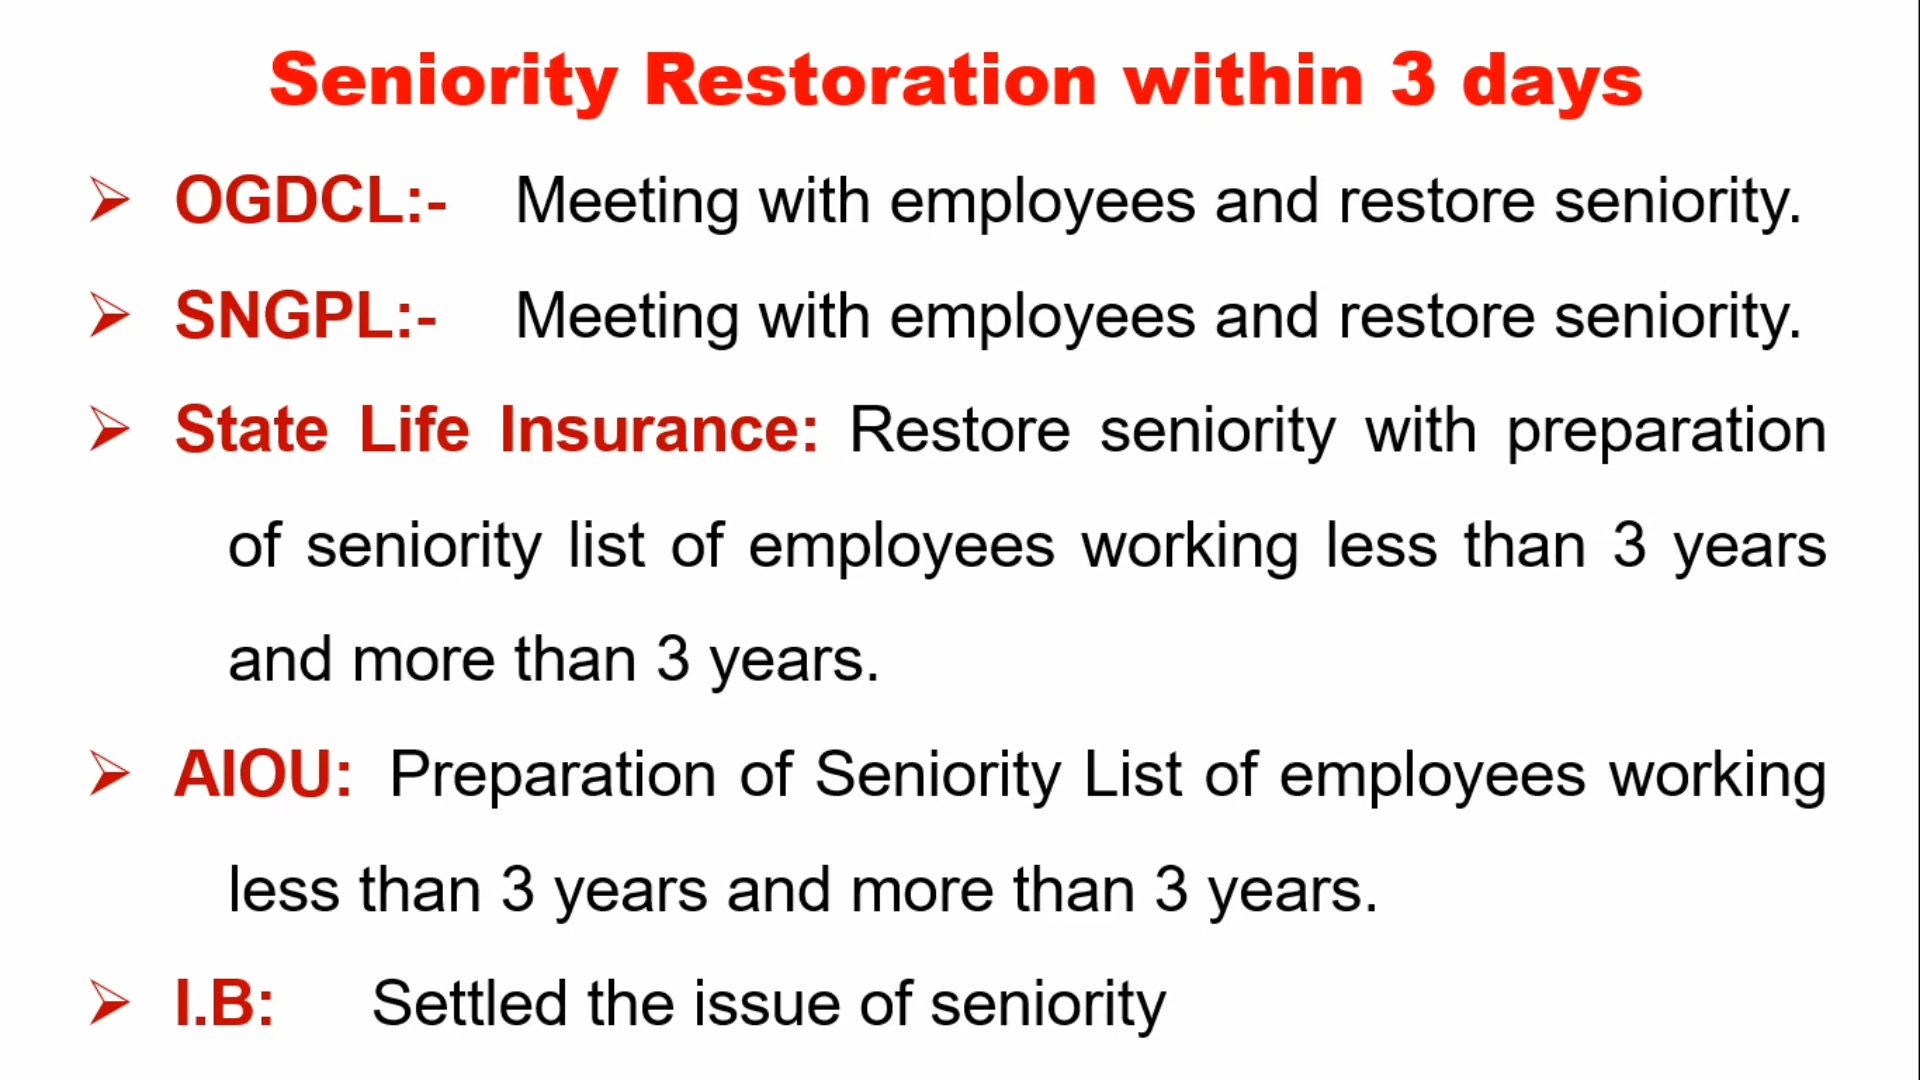 Seniority Restoration within 3 days
➢ OGDCL:- Meeting with employees and restore seniority.
➢ SNGPL:- Meeting with employees and restore seniority.
➢ State Life Insurance: Restore seniority with preparation
of seniority list of employees working less than 3 years
and more than 3 years.
➢ AIOU: Preparation of Seniority List of employees working
less than 3 years and more than 3 years.
➢ I.B: Settled the issue of seniority